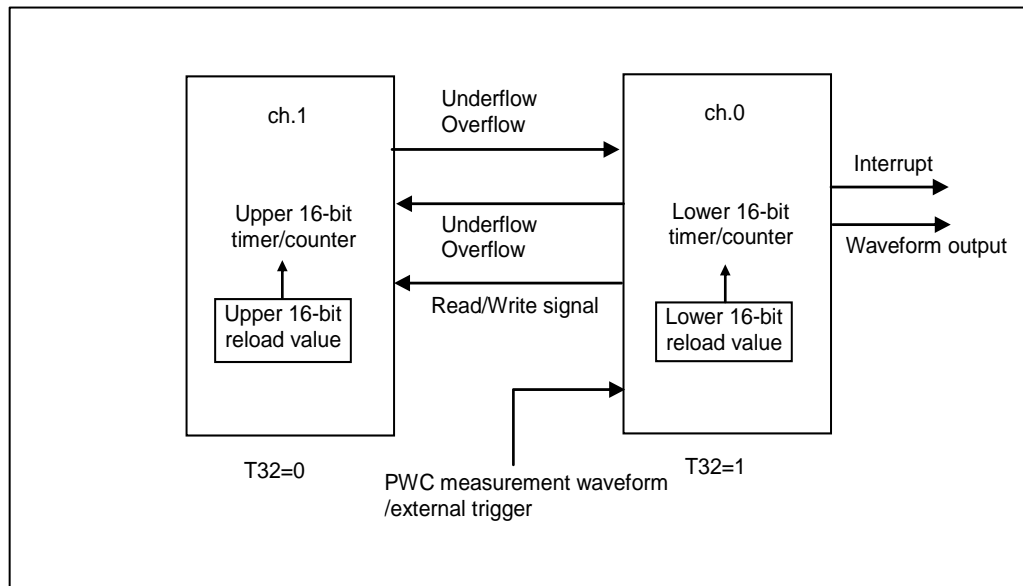 ch.1
Upper 16-bit
timer/counter
Upper 16-bit
reload value
T32=0
Underflow
Overflow
Underflow
Overflow
Read/Write signal
PWC measurement waveform
/external trigger
ch.0
Lower 16-bit
timer/counter
Lower 16-bit
reload value
T32=1
Interrupt
Waveform output